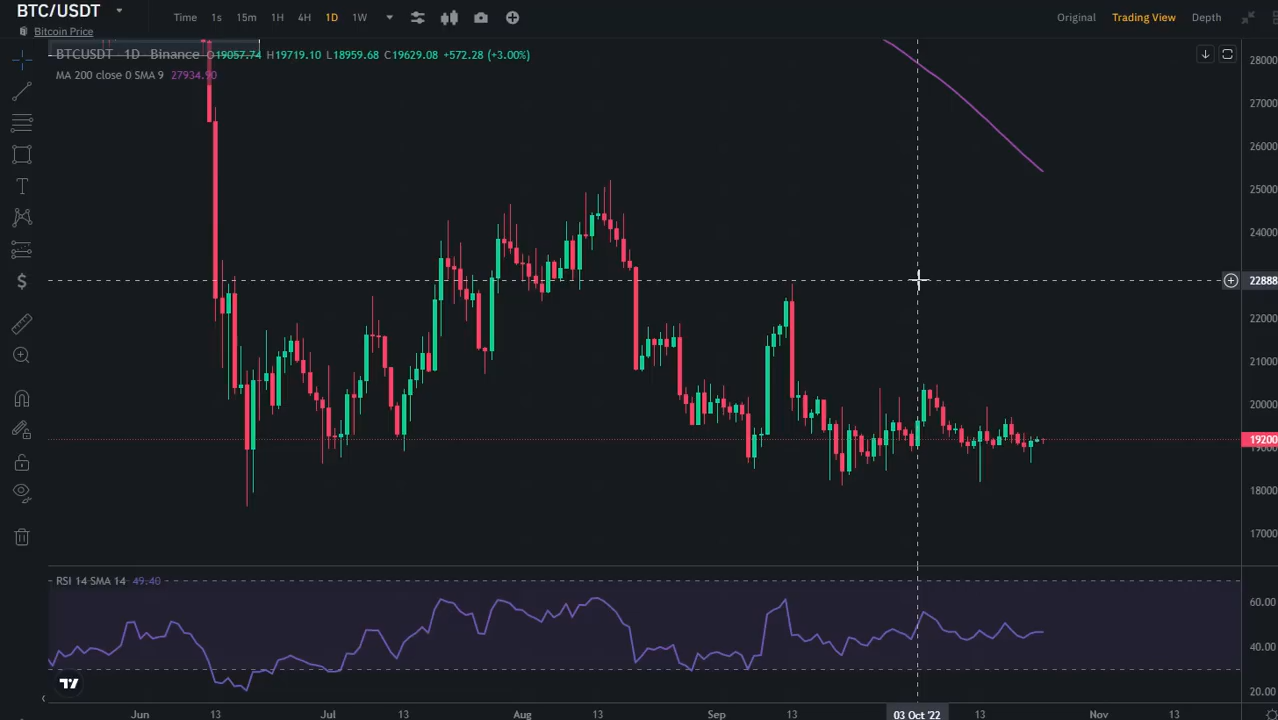 BTC/USDT
Bitcoin Price
Time 1s 15m 1H 4H 1D 1W
Original Trading View Depth
BTCUSDT · 1D · Binance O19057.74 H19719.10 L18959.68 C19629.08 +572.28 (+3.00%)
MA 200 close 0 SMA 9 27934.90
28000
27000
26000
25000
24000
22888
22000
21000
20000
19200
19000
18000
17000
RSI 14 SMA 14 49.40
60.00
40.00
20.00
Jun 13 Jul 13 Aug 13 Sep 13 03 Oct '22 13 Nov 13